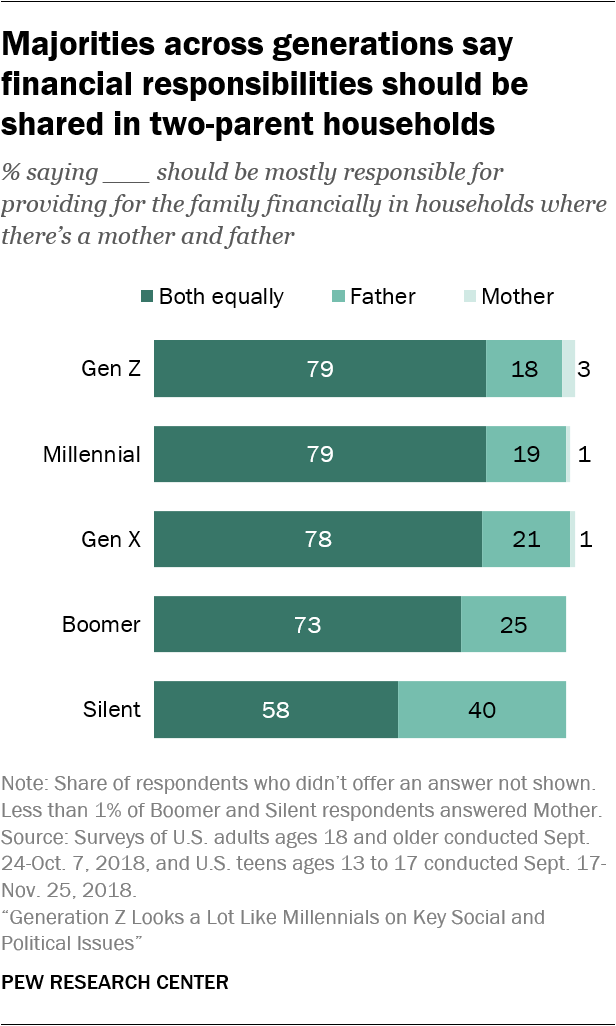 Majorities across generations say
financial responsibilities should be
shared in two-parent households
% saying ___ should be mostly responsible for
providing for the family financially in households where
there's a mother and father
Both equally Father Mother
Gen Z 79 18 3
Millennial 79 19 1
Gen X 78 21 1
Boomer 73 25
Silent 58 40
Note: Share of respondents who didn't offer an answer not shown.
Less than 1% of Boomer and Silent respondents answered Mother.
Source: Surveys of U.S. adults ages 18 and older conducted Sept.
24-Oct. 7, 2018, and U.S. teens ages 13 to 17 conducted Sept. 17-
Nov. 25, 2018.
“Generation Z Looks a Lot Like Millennials on Key Social and
Political Issues”
PEW RESEARCH CENTER